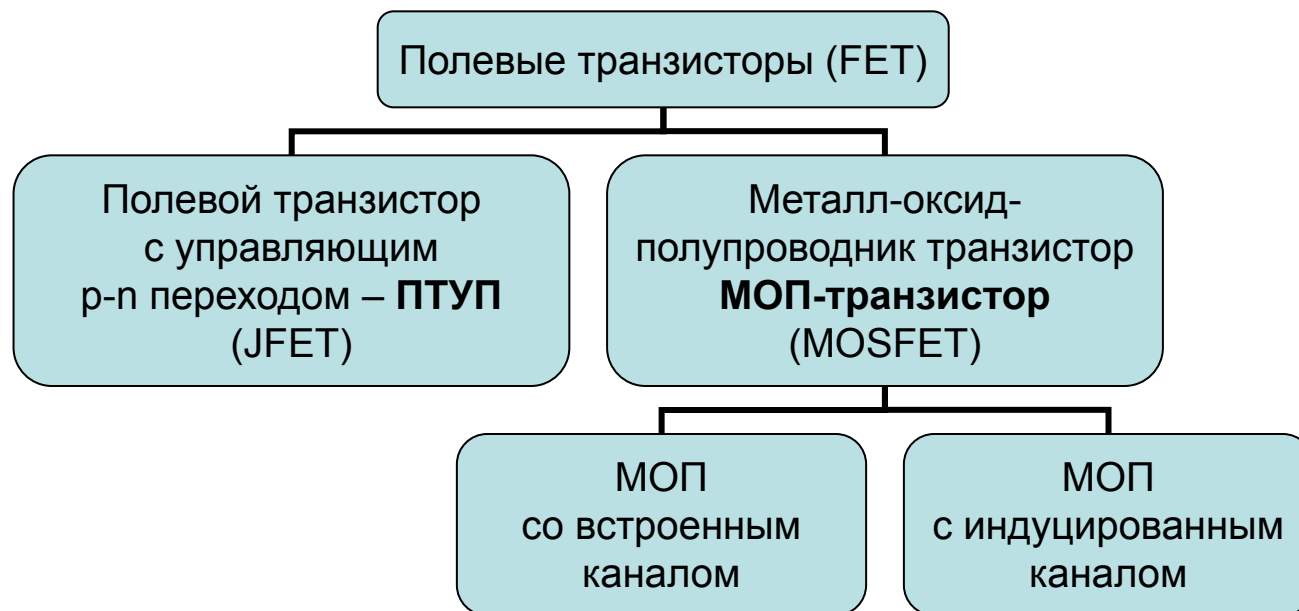 Полевые транзисторы (FET)
Полевой транзистор
с управляющим
p-n переходом – ПТУП
(JFET)
Металл-оксид-
полупроводник транзистор
МОП-транзистор
(MOSFET)
МОП
со встроенным
каналом
МОП
с индуцированным
каналом